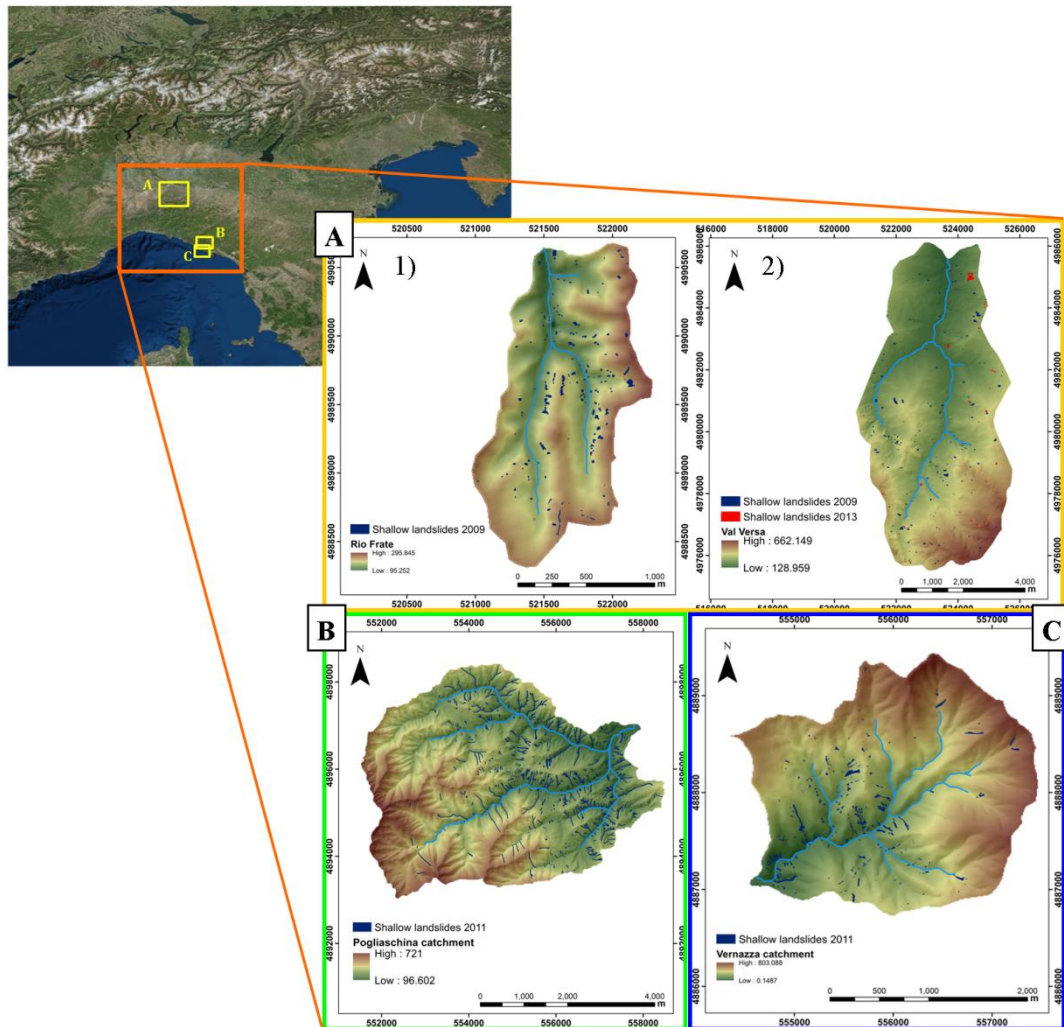 A
B
C
A
1)
N
520500 521000 521500 522000
4990500
4990000
4989500
4989000
4988500
Shallow landslides 2009
Rio Frate
High : 295.845
Low : 95.252
0 250 500 1,000
m
520500 521000 521500 522000
2)
N
516000 518000 520000 522000 524000 526000
4986000
4984000
4982000
4980000
4978000
4976000
Shallow landslides 2009
Shallow landslides 2013
Val Versa
High : 662.149
Low : 128.959
0 1,000 2,000 4,000
m
516000 518000 520000 522000 524000 526000
B
N
552000 554000 556000 558000
4898000
4896000
4894000
4892000
Shallow landslides 2011
Pogliaschina catchment
High : 721
Low : 96.602
0 1,000 2,000 4,000
m
552000 554000 556000 558000
C
N
555000 556000 557000
4889000
4888000
4887000
4886000
Shallow landslides 2011
Vernazza catchment
High : 803.088
Low : 0.1487
0 500 1,000 2,000
m
555000 556000 557000